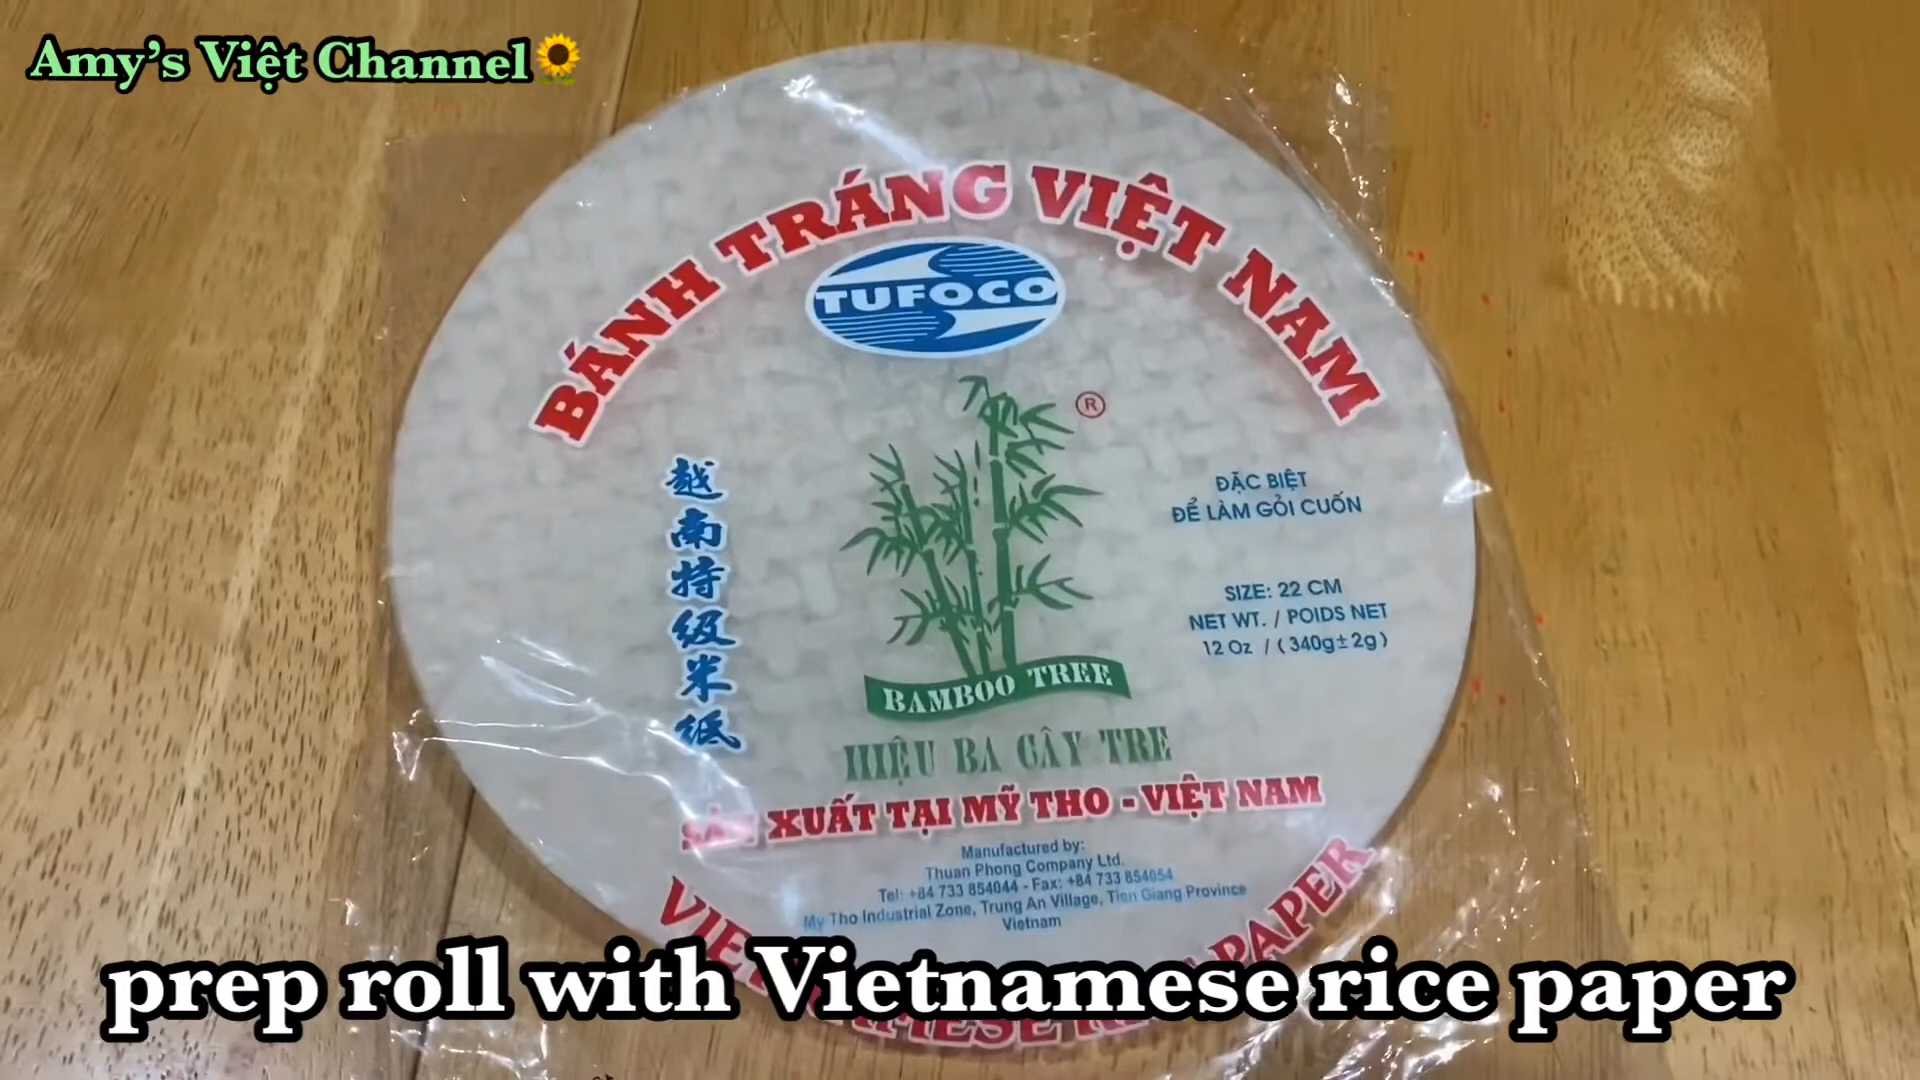 Amy's Việt Channel
BÁNH TRÁNG VIỆT NAM
TUFOCO
®
越南特级米纸
ĐẶC BIỆT
ĐỂ LÀM GỎI CUỐN
SIZE: 22 CM
NET WT. / POIDS NET
12 Oz / (340g±2g)
BAMBOO TREE
HIỆU BA CÂY TRE
SẢN XUẤT TẠI MỸ THO - VIỆT NAM
Manufactured by:
Thuan Phong Company Ltd.
Tel: +84 733 854044 - Fax: +84 733 854054
My Tho Industrial Zone, Trung An Village, Tien Giang Province
Vietnam
PAPER
prep roll with Vietnamese rice paper